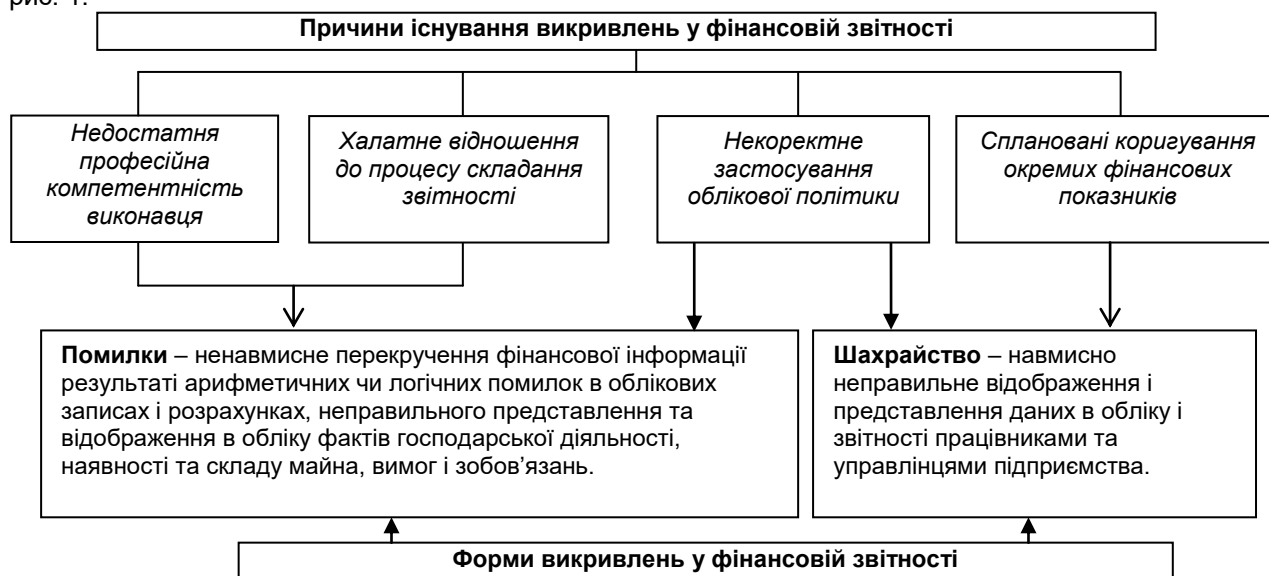 рис. 1.
Причини існування викривлень у фінансовій звітності
Недостатня
професійна
компетентність
виконавця
Халатне відношення
до процесу складання
звітності
Некоректне
застосування
облікової політики
Сплановані коригування
окремих фінансових
показників
Помилки – ненавмисне перекручення фінансової інформації
результаті арифметичних чи логічних помилок в облікових
записах і розрахунках, неправильного представлення та
відображення в обліку фактів господарської діяльності,
наявності та складу майна, вимог і зобов’язань.
Шахрайство – навмисно
неправильне відображення і
представлення даних в обліку і
звітності працівниками та
управлінцями підприємства.
Форми викривлень у фінансовій звітності